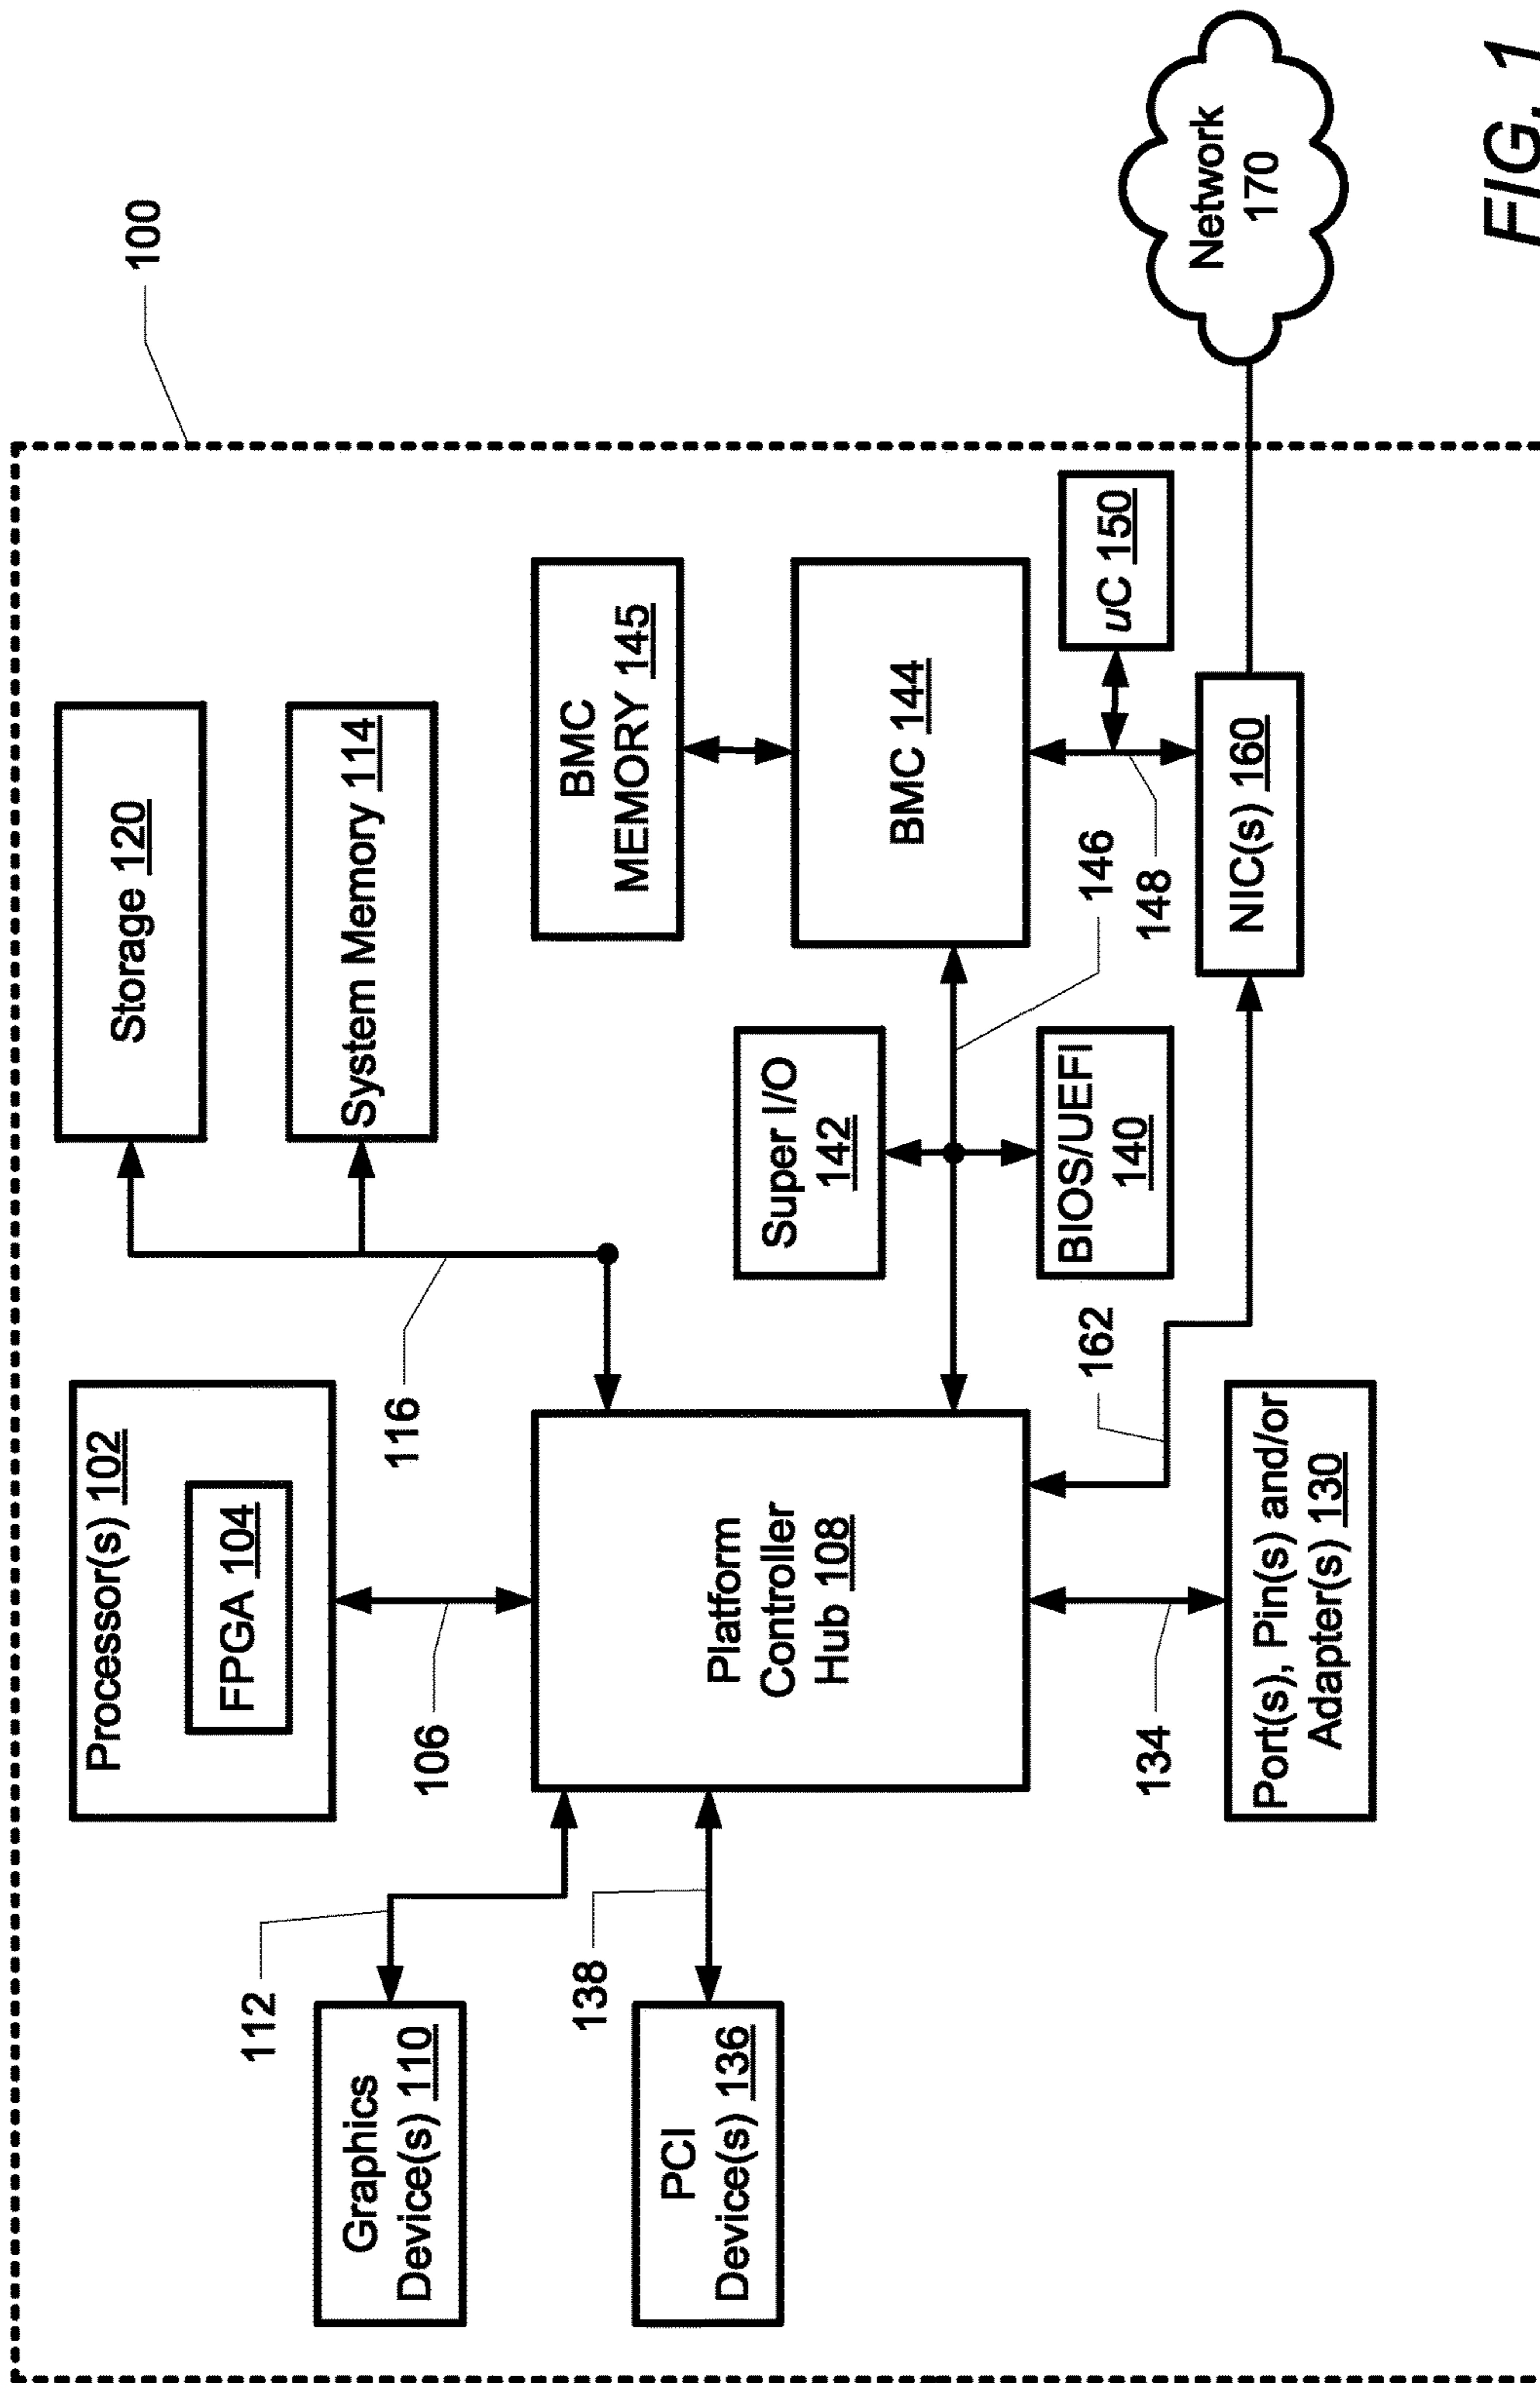 100
Processor(s) 102
FPGA 104
Storage 120
System Memory 114
116
106
112
Graphics
Device(s) 110
138
PCI
Device(s) 136
Platform
Controller
Hub 108
BMC
MEMORY 145
Super I/O
142
BMC 144
146
BIOS/UEFI
140
148
uC 150
162
134
NIC(s) 160
Network
170
Port(s), Pin(s) and/or
Adapter(s) 130
FIG. 1